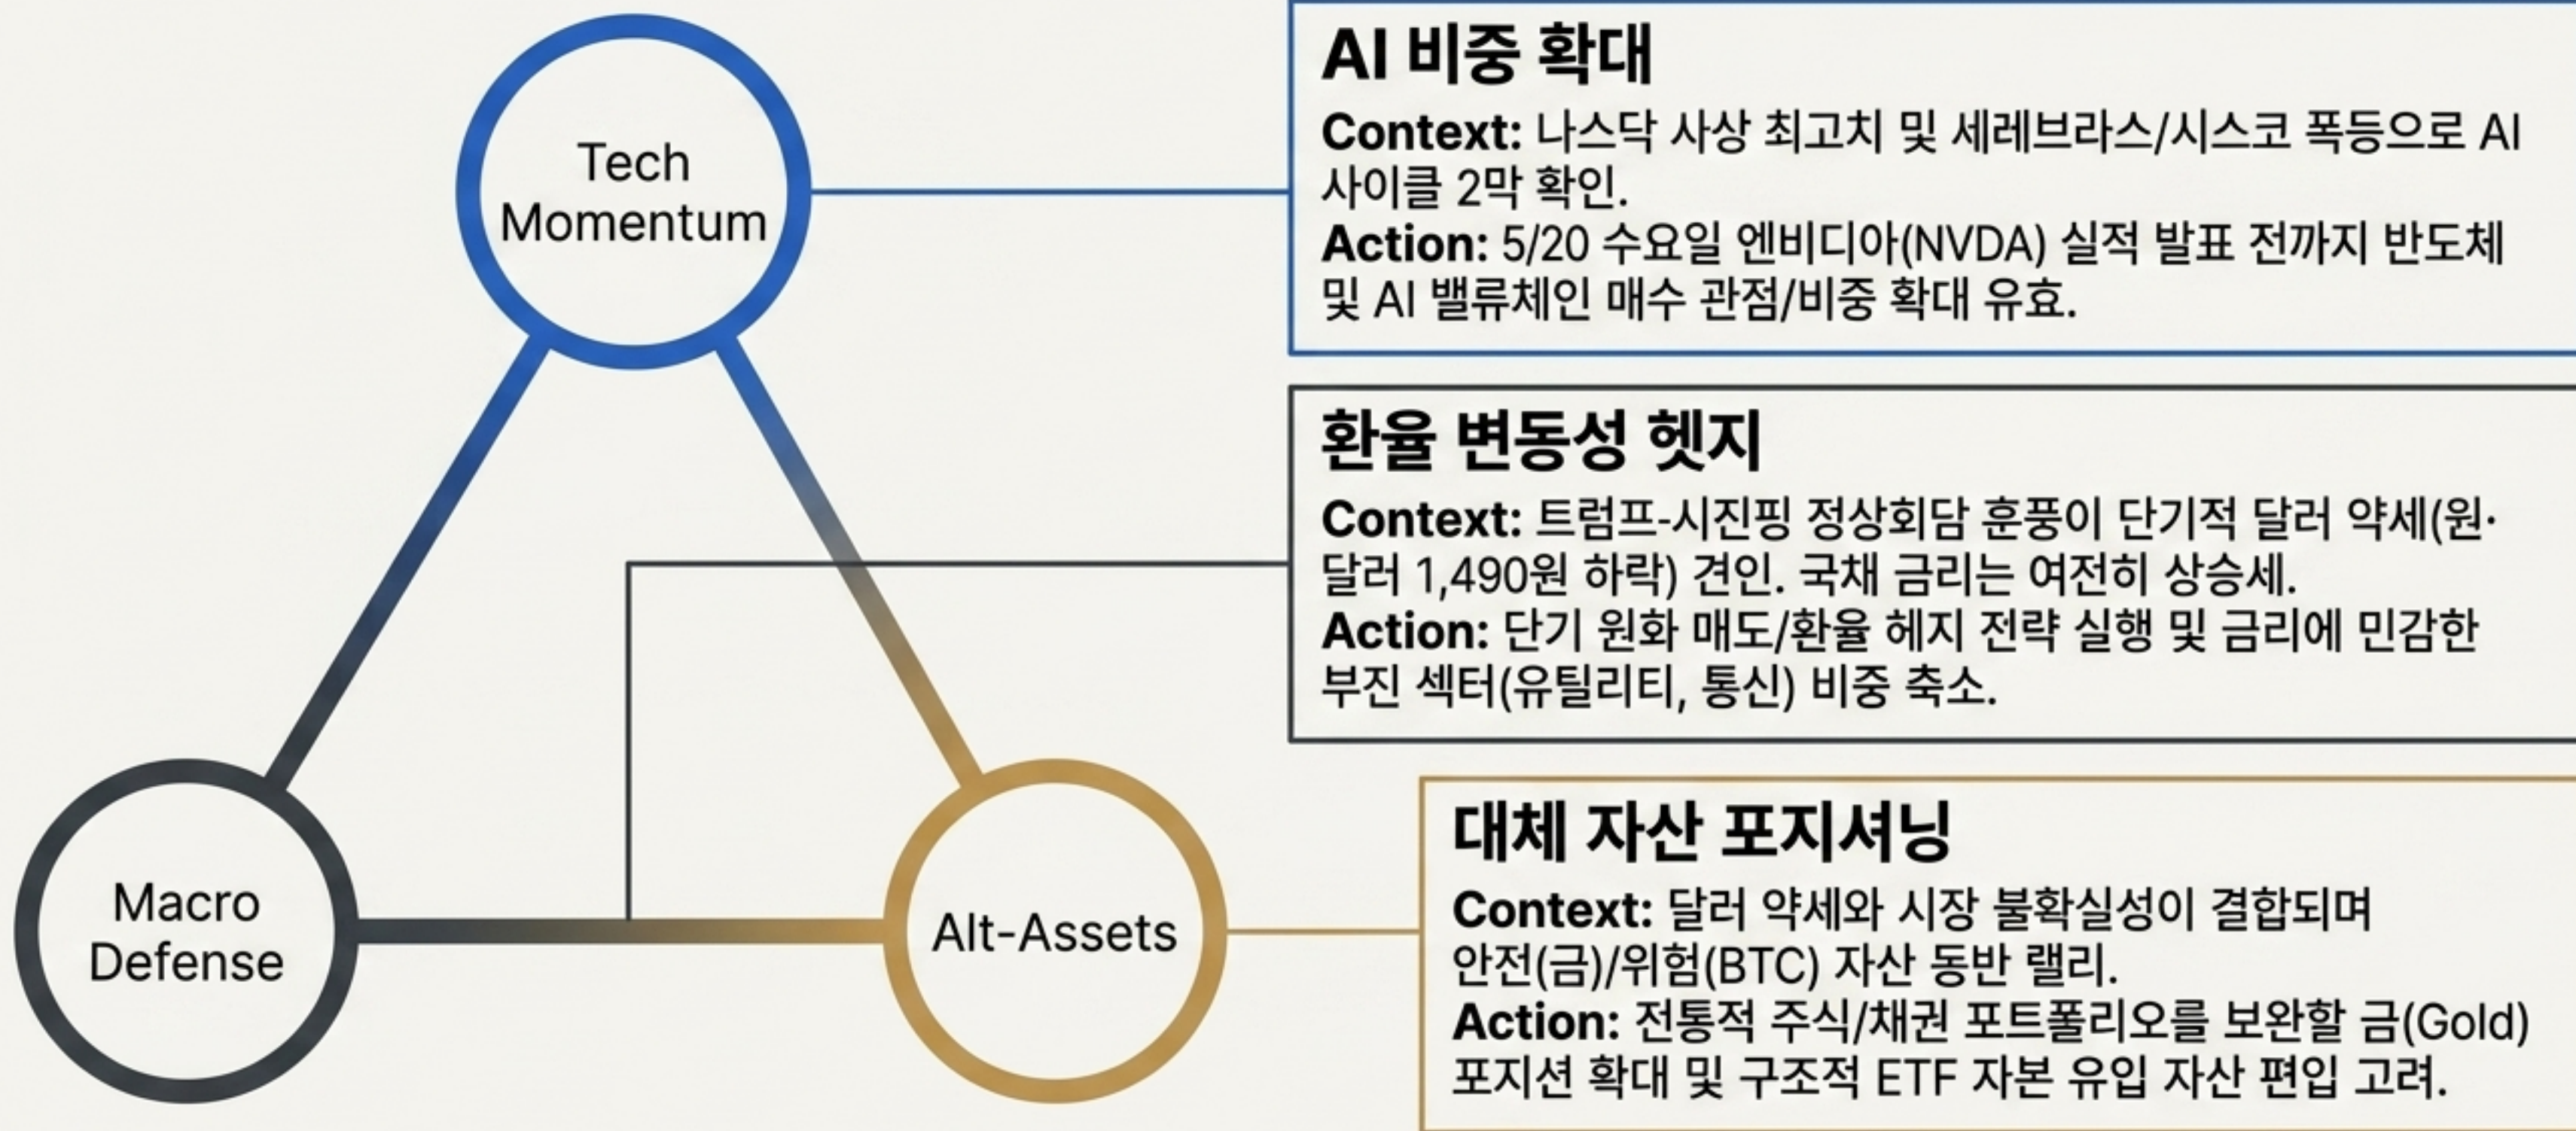 Tech
Momentum
AI 비중 확대
Context: 나스닥 사상 최고치 및 세레브라스/시스코 폭등으로 AI
사이클 2막 확인.
Action: 5/20 수요일 엔비디아(NVDA) 실적 발표 전까지 반도체
및 AI 밸류체인 매수 관점/비중 확대 유효.
환율 변동성 헷지
Context: 트럼프-시진핑 정상회담 훈풍이 단기적 달러 약세(원·
달러 1,490원 하락) 견인. 국채 금리는 여전히 상승세.
Action: 단기 원화 매도/환율 헤지 전략 실행 및 금리에 민감한
부진 섹터(유틸리티, 통신) 비중 축소.
Macro
Defense
Alt-Assets
대체 자산 포지셔닝
Context: 달러 약세와 시장 불확실성이 결합되며
안전(금)/위험(BTC) 자산 동반 랠리.
Action: 전통적 주식/채권 포트폴리오를 보완할 금(Gold)
포지션 확대 및 구조적 ETF 자본 유입 자산 편입 고려.